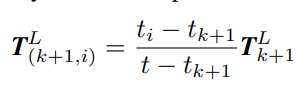 T^L_{(k+1,i)} = \frac{t_i - t_{k+1}}{t - t_{k+1}} T^L_{k+1}